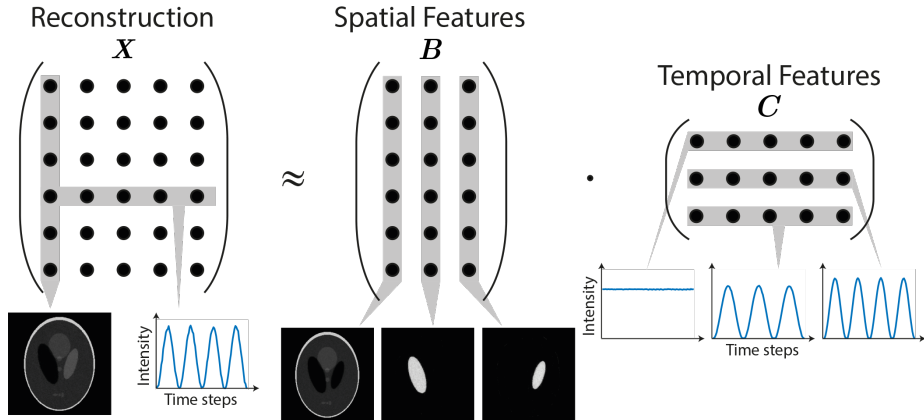 Reconstruction
X
Spatial Features
B
Temporal Features
C
≈
·
Intensity
Time steps
Intensity
Time steps